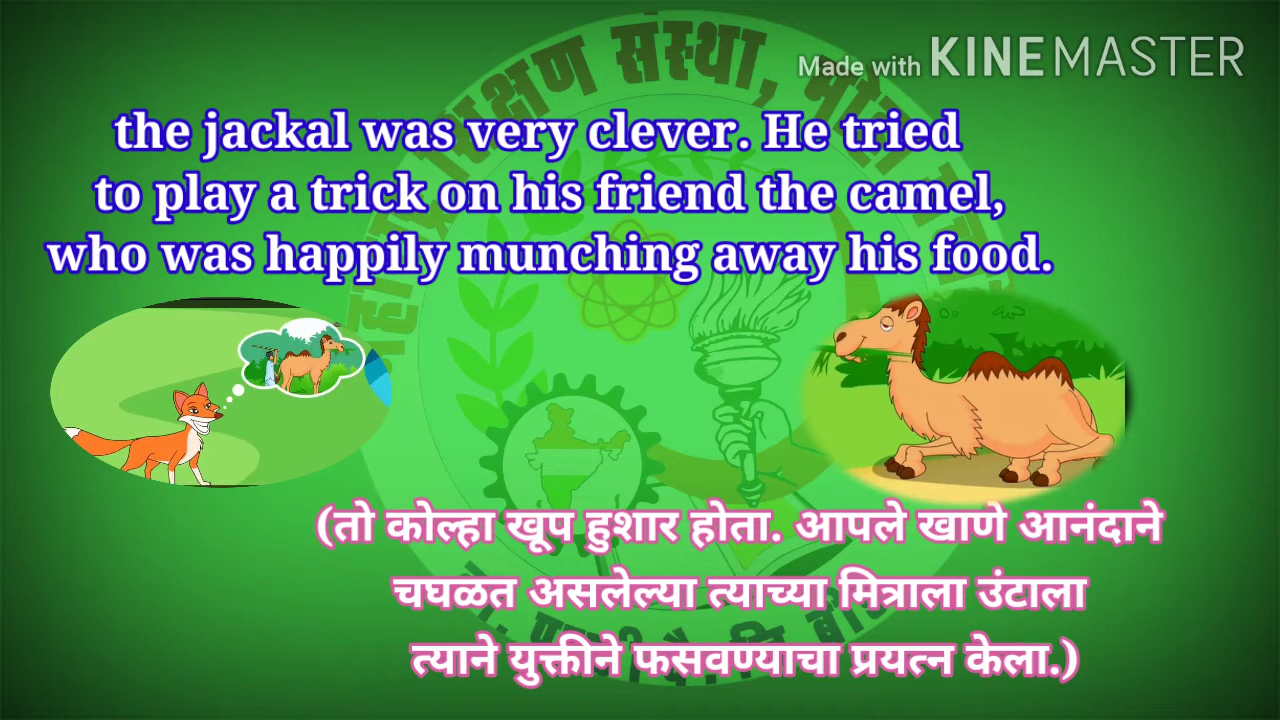 क्षण संस्था,
Made with KINEMASTER
the jackal was very clever. He tried
to play a trick on his friend the camel,
who was happily munching away his food.
(तो कोल्हा खूप हुशार होता. आपले खाणे आनंदाने
चघळत असलेल्या त्याच्या मित्राला उंटाला
त्याने युक्तीने फसवण्याचा प्रयत्न केला.)